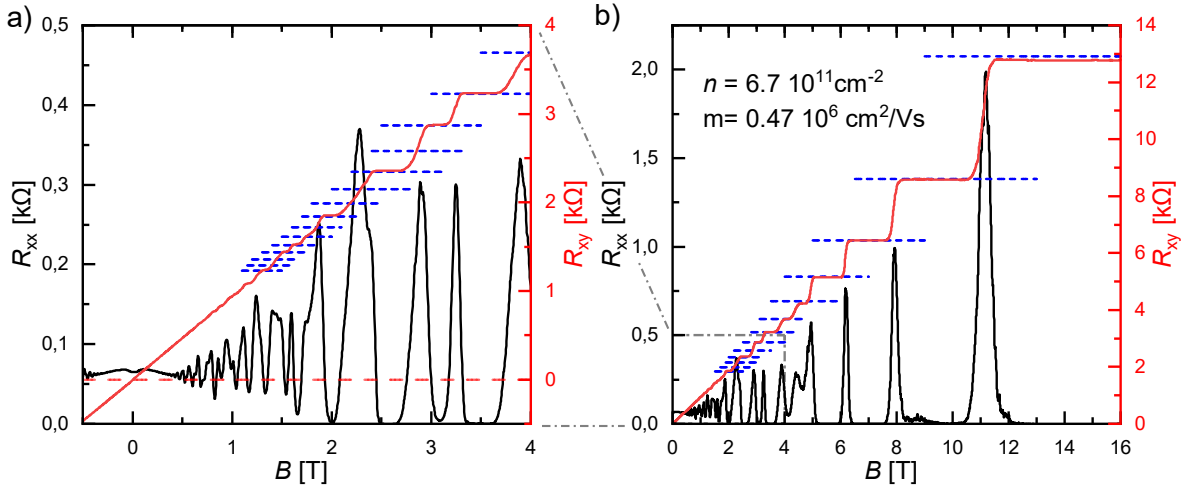 a)
0,5
0,4
0,3
0,2
0,1
0,0
R_xx [kΩ]
0
1
2
3
4
B [T]
4
3
2
1
0
R_xy [kΩ]
b)
n = 6.7 10^11cm^-2
m= 0.47 10^6 cm^2/Vs
2,0
1,5
1,0
0,5
0,0
R_xx [kΩ]
0 2 4 6 8 10 12 14 16
B [T]
14
12
10
8
6
4
2
0
R_xy [kΩ]